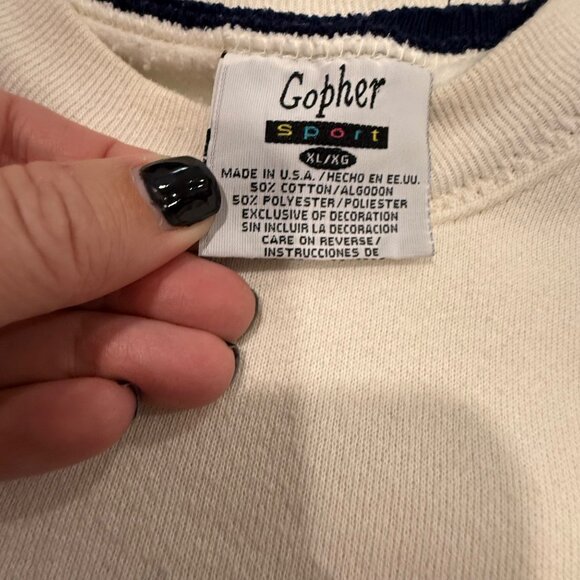 Gopher
Sport
XL/XG
MADE IN U.S.A./HECHO EN EE.UU.
50% COTTON/ALGODON
50% POLYESTER/POLIESTER
EXCLUSIVE OF DECORATION
SIN INCLUIR LA DECORACION
CARE ON REVERSE/
INSTRUCCIONES DE